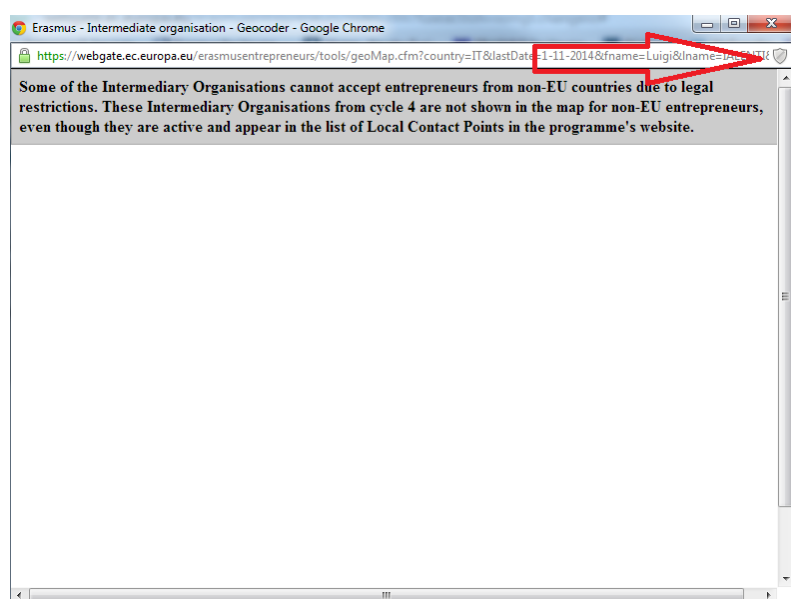 Erasmus - Intermediate organisation - Geocoder - Google Chrome
https://webgate.ec.europa.eu/erasmusentrepreneurs/tools/geoMap.cfm?country=IT&lastDate=1-11-2014&fname=Luigi&lname=
Some of the Intermediary Organisations cannot accept entrepreneurs from non-EU countries due to legal
restrictions. These Intermediary Organisations from cycle 4 are not shown in the map for non-EU entrepreneurs,
even though they are active and appear in the list of Local Contact Points in the programme's website.